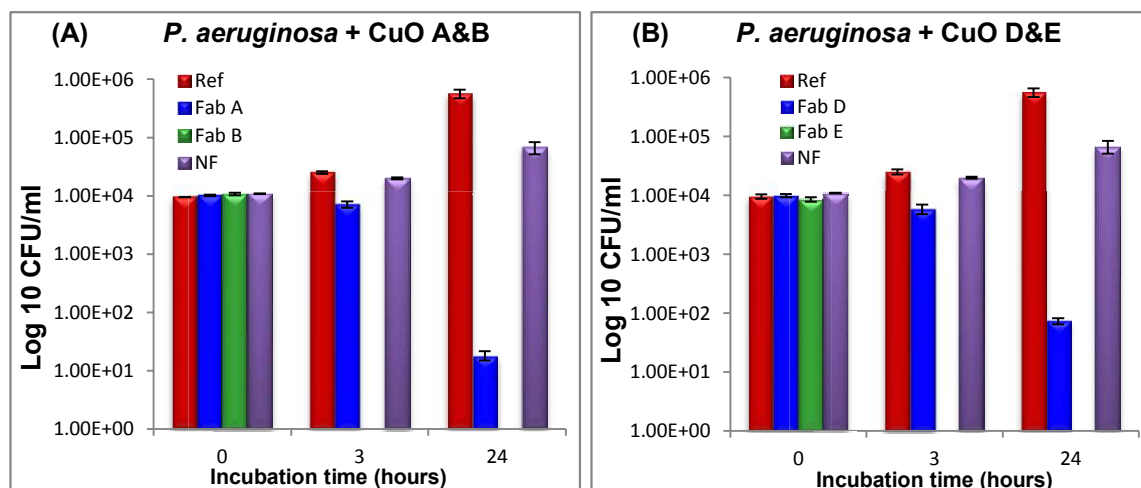 (A) P. aeruginosa + CuO A&B
1.00E+06
1.00E+05
1.00E+04
1.00E+03
1.00E+02
1.00E+01
1.00E+00
Log 10 CFU/ml
Ref
Fab A
Fab B
NF
0 3 24
Incubation time (hours)
(B) P. aeruginosa + CuO D&E
1.00E+06
1.00E+05
1.00E+04
1.00E+03
1.00E+02
1.00E+01
1.00E+00
Log 10 CFU/ml
Ref
Fab D
Fab E
NF
0 3 24
Incubation time (hours)